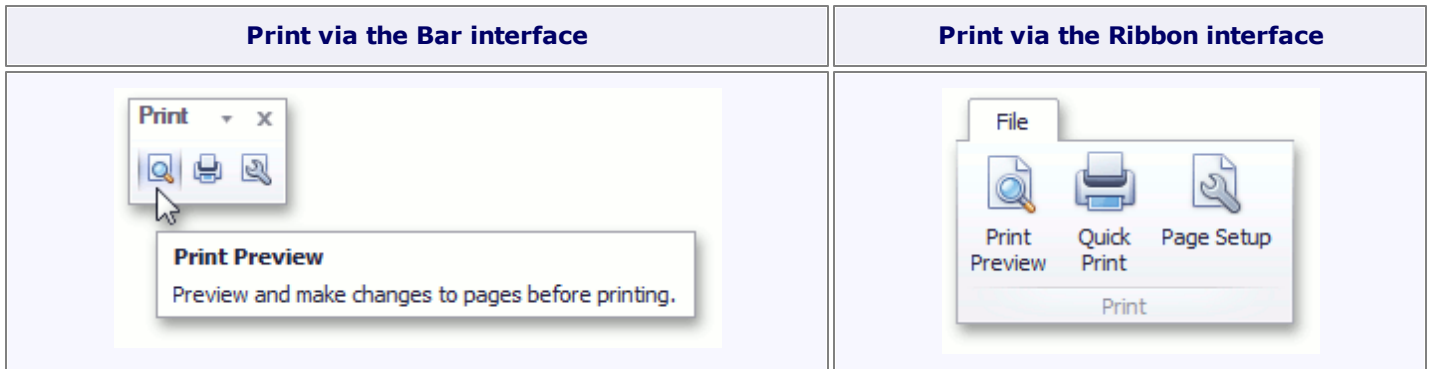 Print via the Bar interface
Print via the Ribbon interface
Print
Print Preview
Preview and make changes to pages before printing.
File
Print Preview
Quick Print
Page Setup
Print